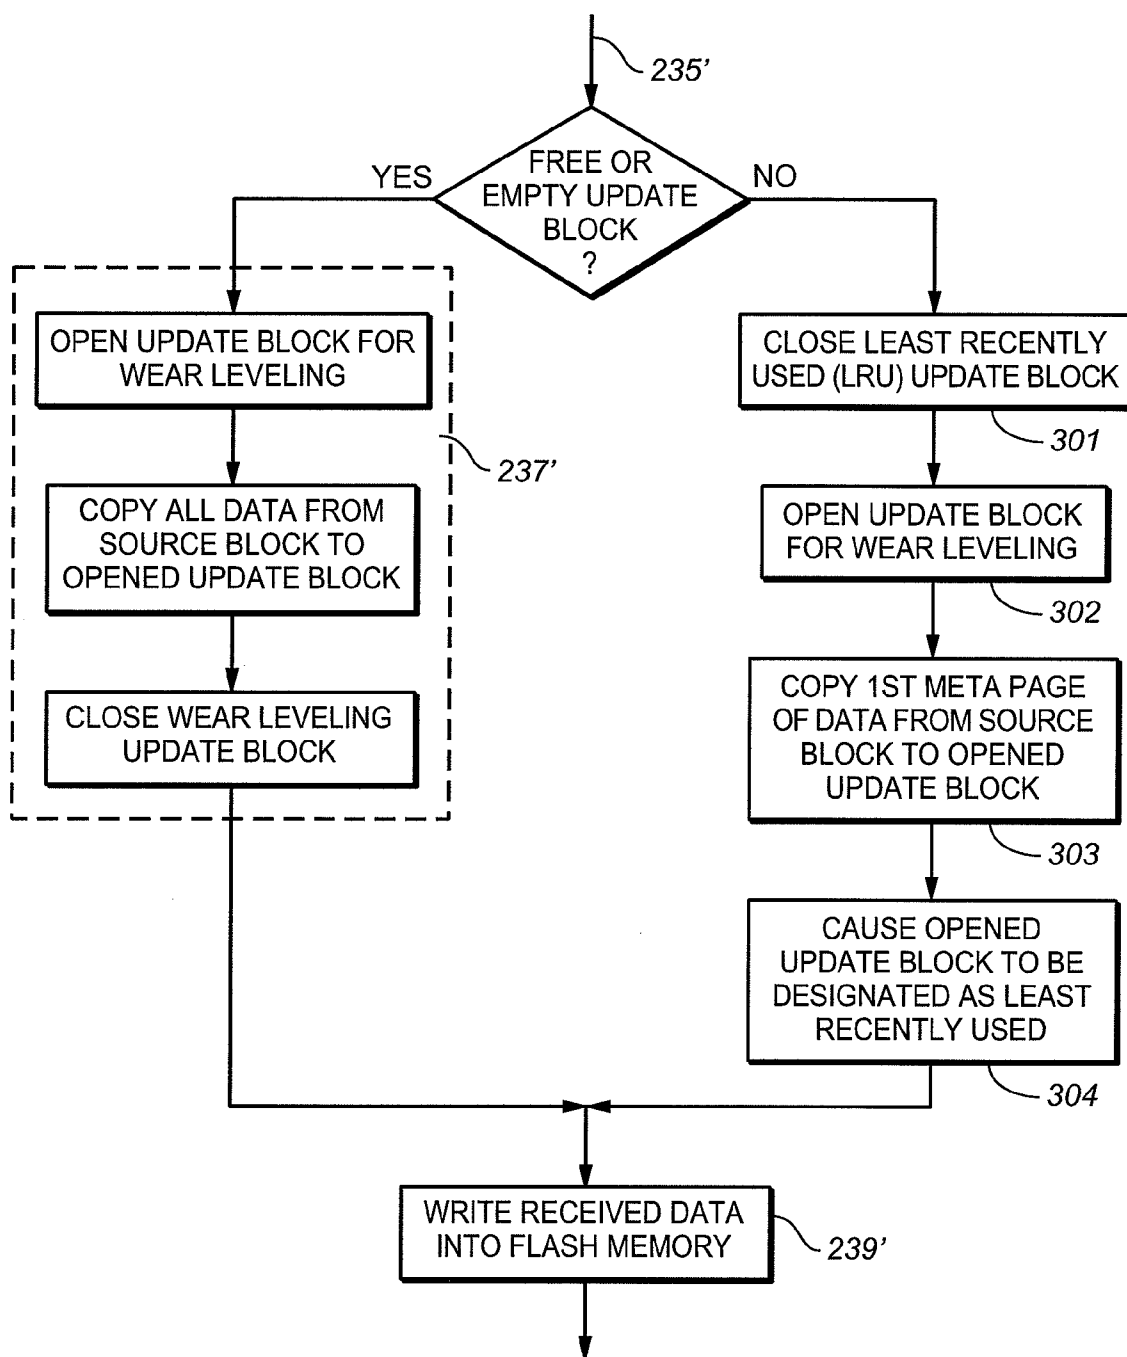 235’
FREE OR
EMPTY UPDATE
BLOCK
?
YES
NO
OPEN UPDATE BLOCK FOR
WEAR LEVELING
COPY ALL DATA FROM
SOURCE BLOCK TO
OPENED UPDATE BLOCK
CLOSE WEAR LEVELING
UPDATE BLOCK
237’
CLOSE LEAST RECENTLY
USED (LRU) UPDATE BLOCK
301
OPEN UPDATE BLOCK
FOR WEAR LEVELING
302
COPY 1ST META PAGE
OF DATA FROM SOURCE
BLOCK TO OPENED
UPDATE BLOCK
303
CAUSE OPENED
UPDATE BLOCK TO BE
DESIGNATED AS LEAST
RECENTLY USED
304
WRITE RECEIVED DATA
INTO FLASH MEMORY
239’